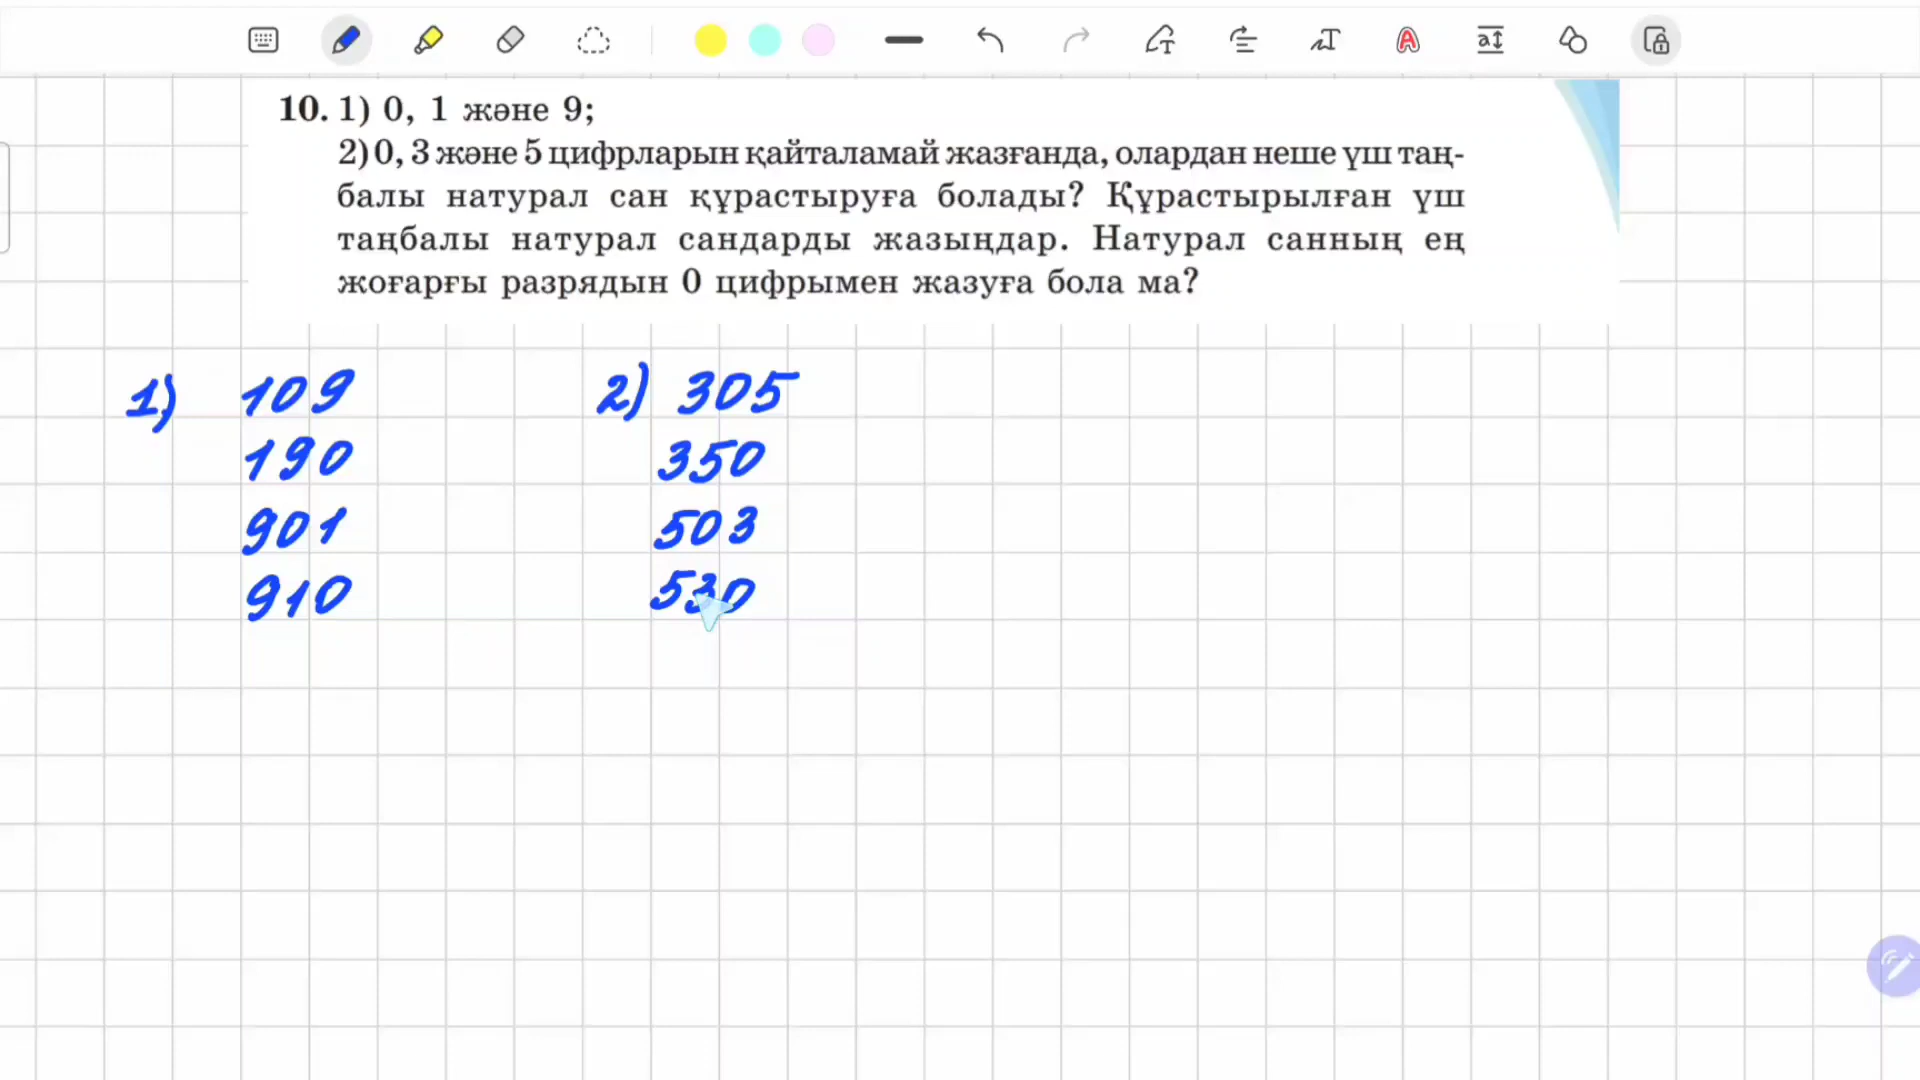 10. 1) 0, 1 және 9;
2) 0, 3 және 5 цифрларын қайталамай жазғанда, олардан неше үш таң-
балы натурал сан құрастыруға болады? Құрастырылған үш
таңбалы натурал сандарды жазыңдар. Натурал санның ең
жоғарғы разрядын 0 цифрымен жазуға бола ма?
1) 109
190
901
910
2) 305
350
503
530